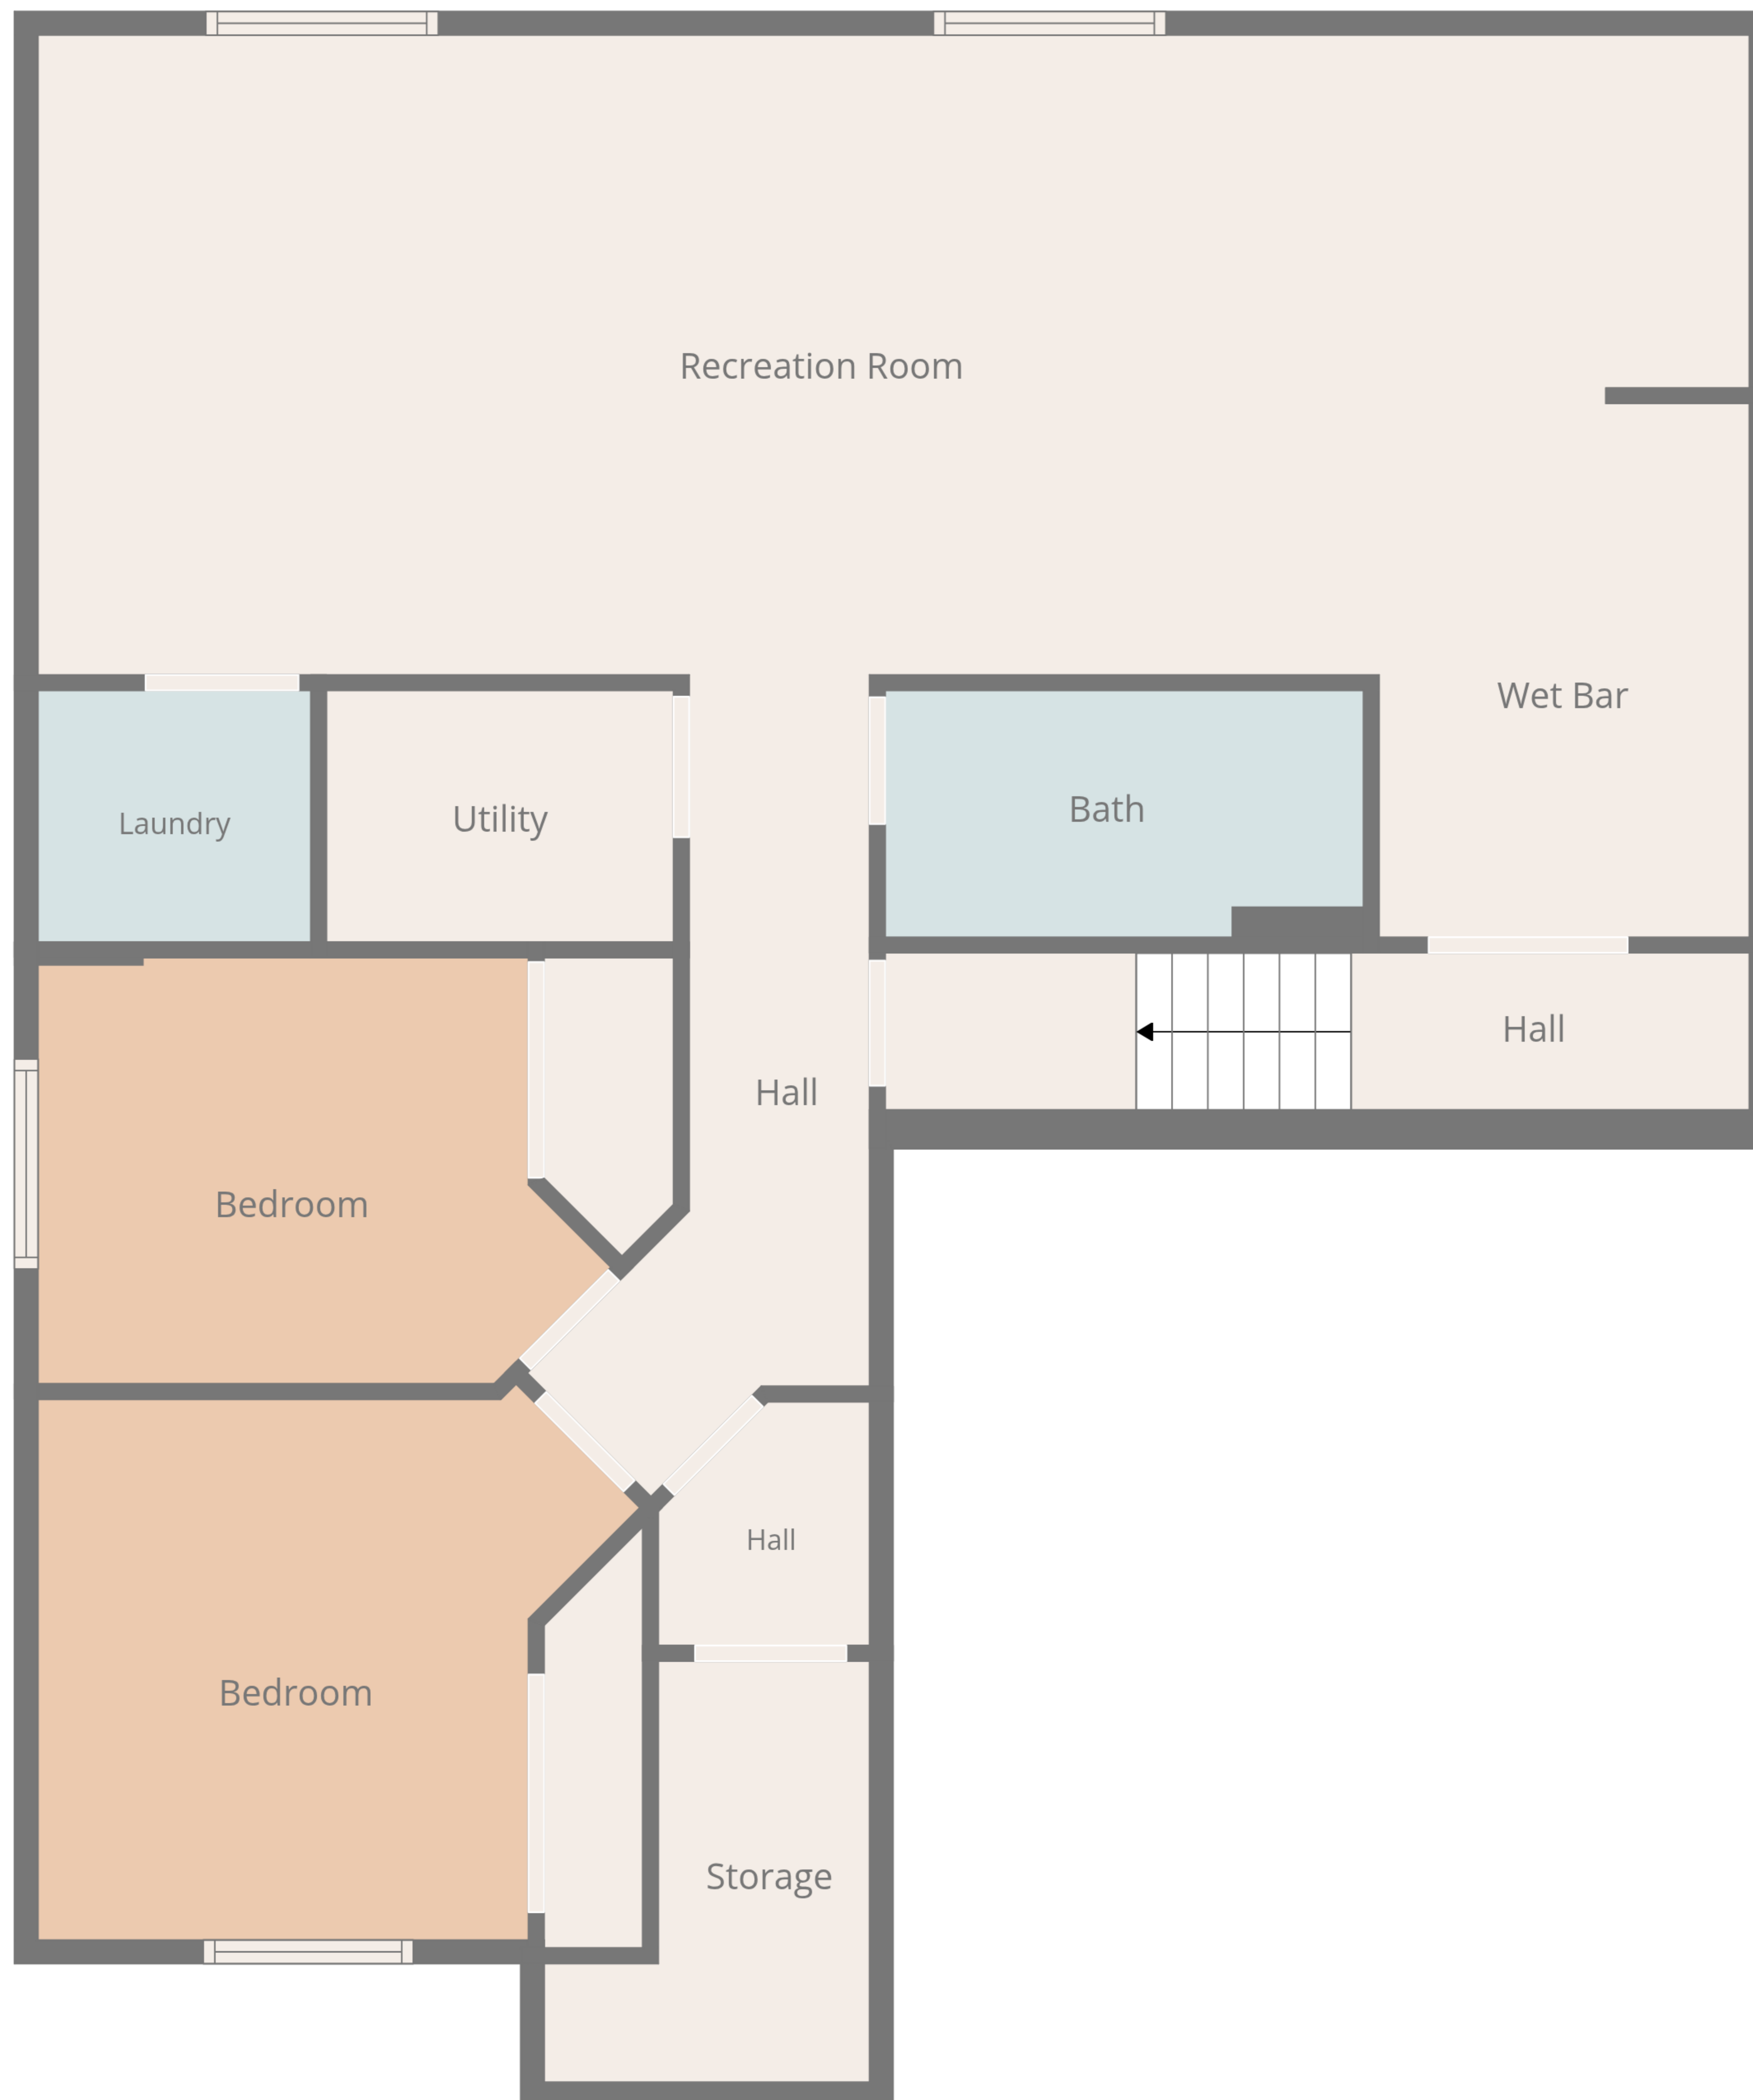 Recreation Room
Wet Bar
Laundry
Utility
Bath
Hall
Hall
Bedroom
Hall
Bedroom
Storage